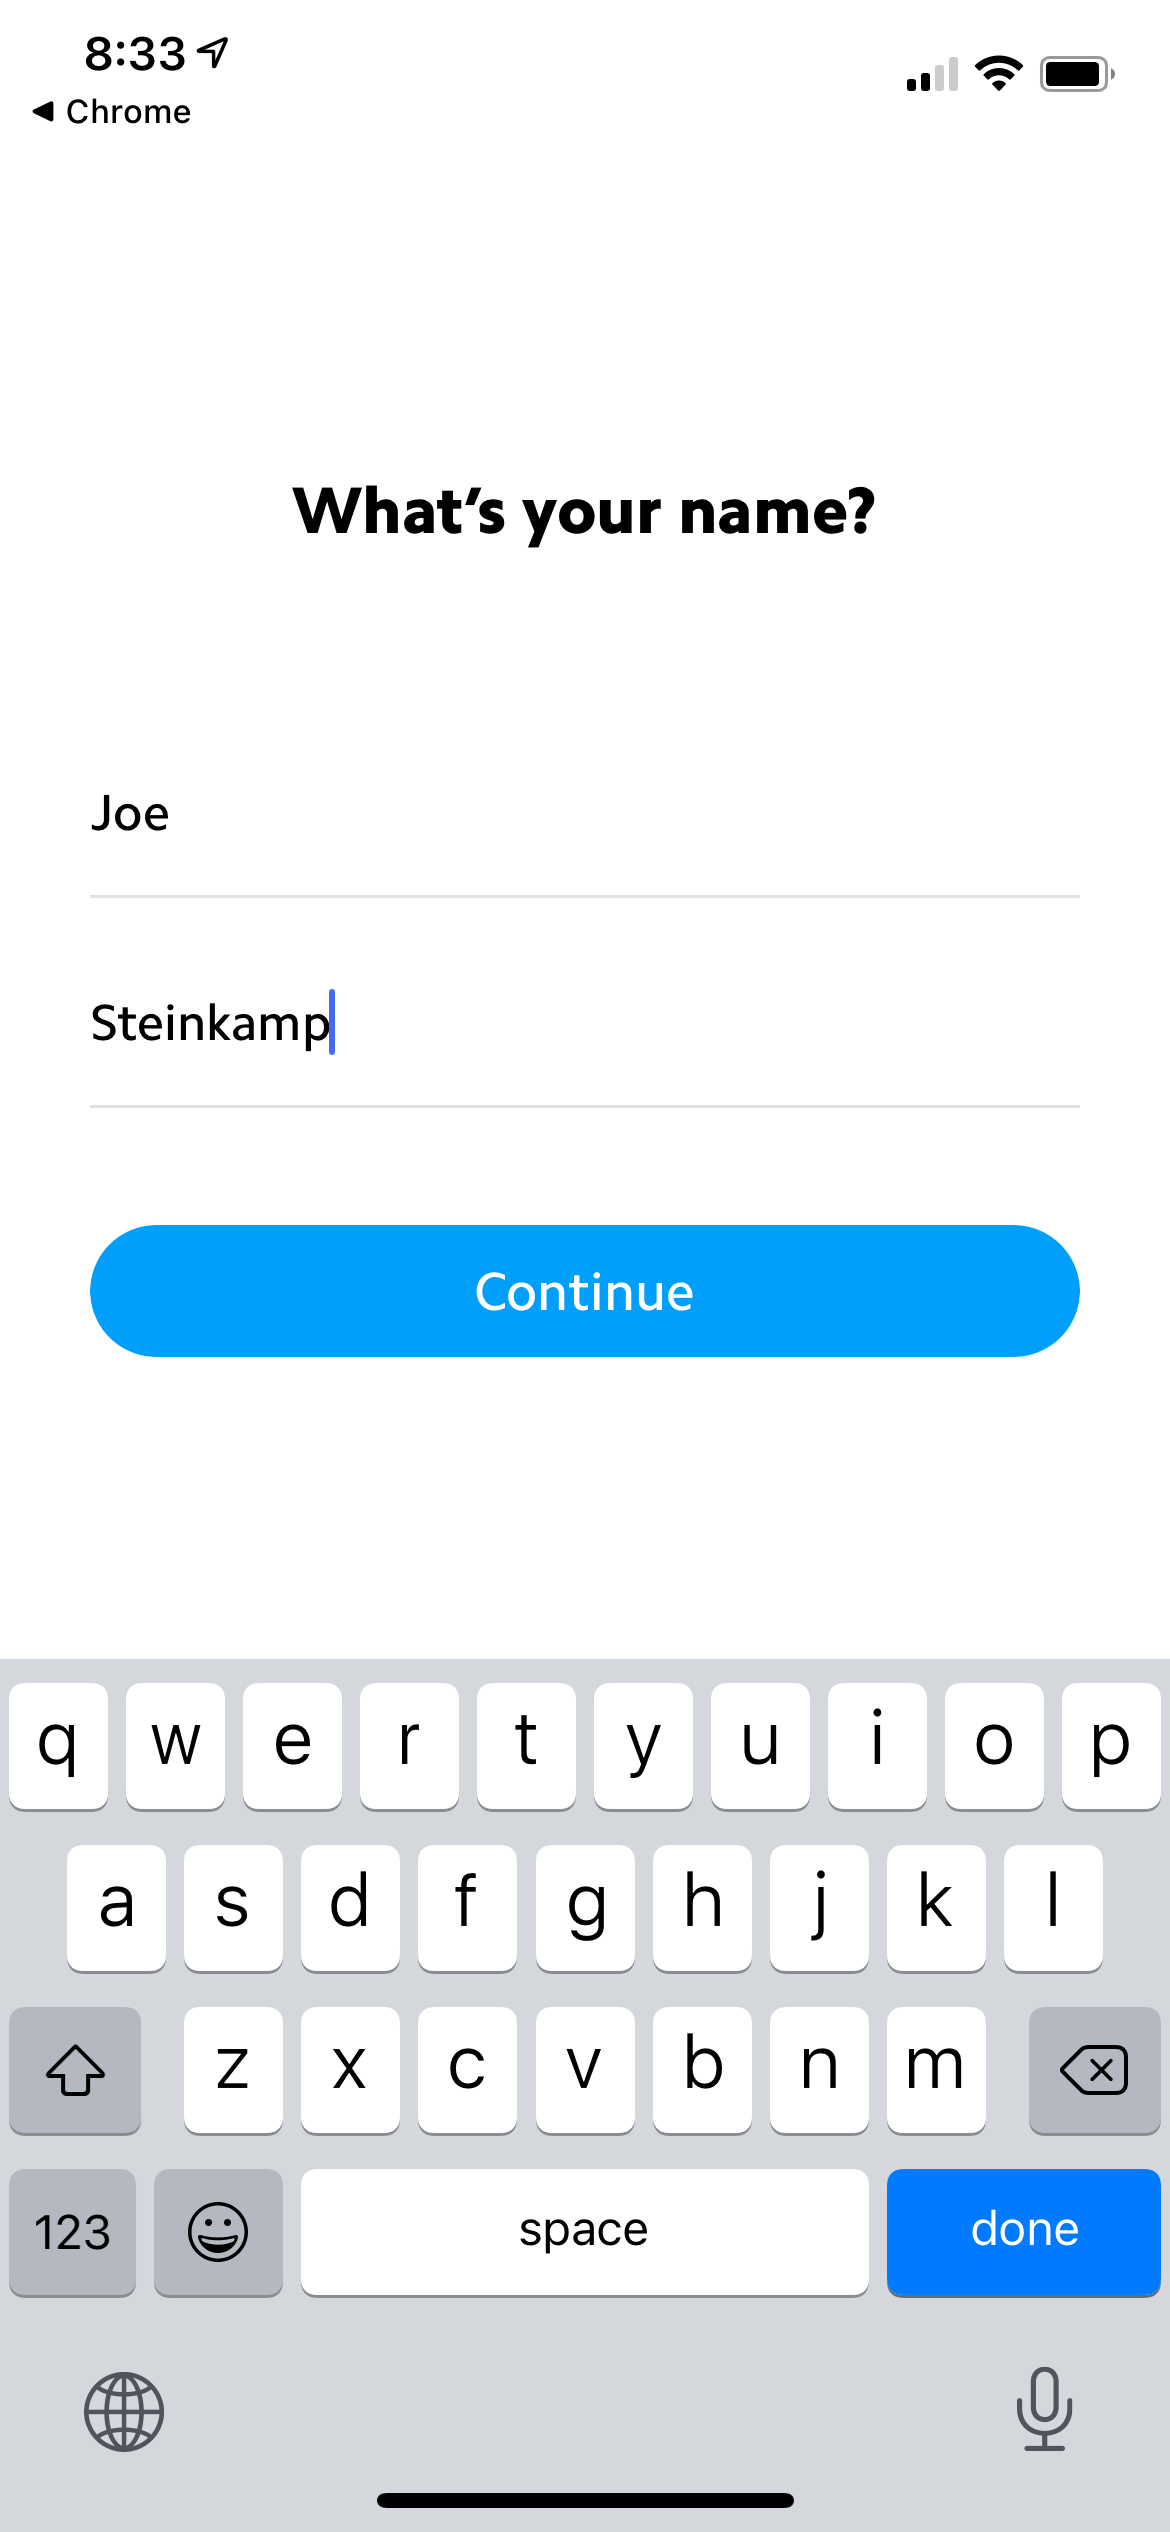 8:33
Chrome
What's your name?
Joe
Steinkamp
Continue
q w e r t y u i o p
a s d f g h j k l
z x c v b n m
123 space done